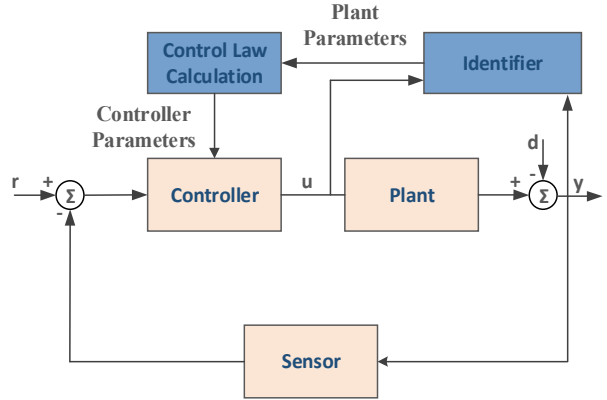 Plant
Parameters
Control Law
Calculation
Identifier
Controller
Parameters
r
+
Σ
-
Controller
u
Plant
d
-
+
Σ
y
Sensor